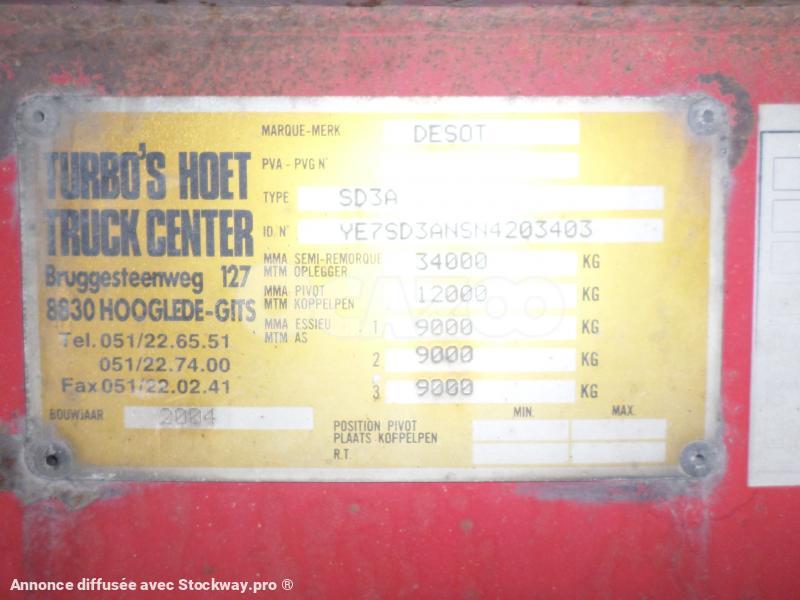 TURBO'S HOET
TRUCK CENTER
Bruggesteenweg 127
8830 HOOGLEDE-GITS
Tel. 051/22.65.51
051/22.74.00
Fax 051/22.02.41
BOUWJAAR 2004
MARQUE-MERK DESOT
PVA - PVG N°
TYPE SD3A
ID. N° YE7SD3ANSN4203403
MMA SEMI-REMORQUE 34000 KG
MTM OPLEGGER
MMA PIVOT 12000 KG
MTM KOPPELPEN
MMA ESSIEU 1 9000 KG
MTM AS
2 9000 KG
3 9000 KG
MIN. MAX.
POSITION PIVOT
PLAATS KOPPELPEN
R.T.
CAZOO
Annonce diffusée avec Stockway.pro ®